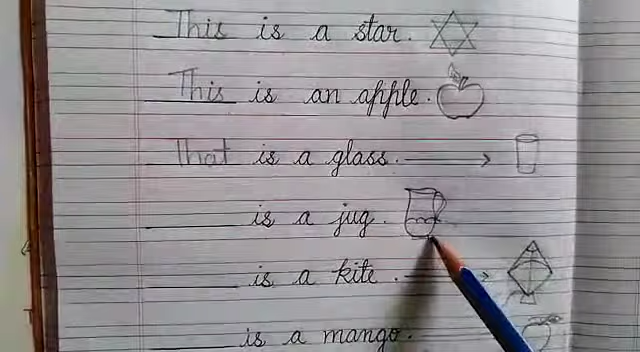 This is a star.
This is an apple.
That is a glass.
is a jug.
is a kite.
is a mango.